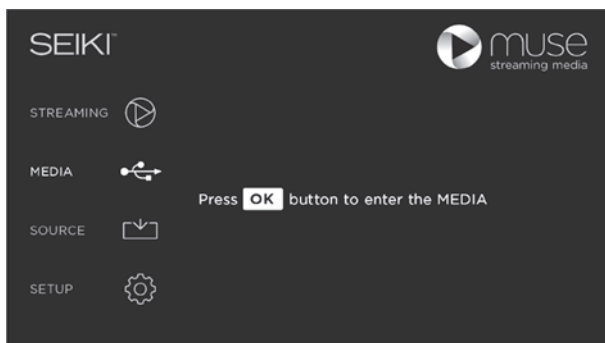 SEIKI™
muse
streaming media
STREAMING
MEDIA
Press OK button to enter the MEDIA
SOURCE
SETUP